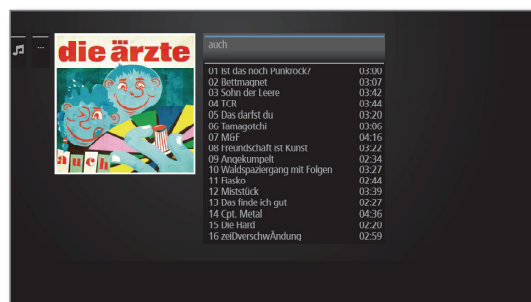 ...
die ärzte
auch
auch
01 Ist das noch Punkrock? 03:00
02 Bettmagnet 03:07
03 Sohn der Leere 03:42
04 TCR 03:44
05 Das darfst du 03:20
06 Tamagotchi 03:06
07 M&F 04:16
08 Freundschaft ist Kunst 03:22
09 Angekumpelt 02:34
10 Waldspaziergang mit Folgen 03:27
11 Fiasko 02:44
12 Miststück 03:39
13 Das finde ich gut 02:27
14 Cpt. Metal 04:36
15 Die Hard 02:20
16 zeiDverschwÄndung 02:59